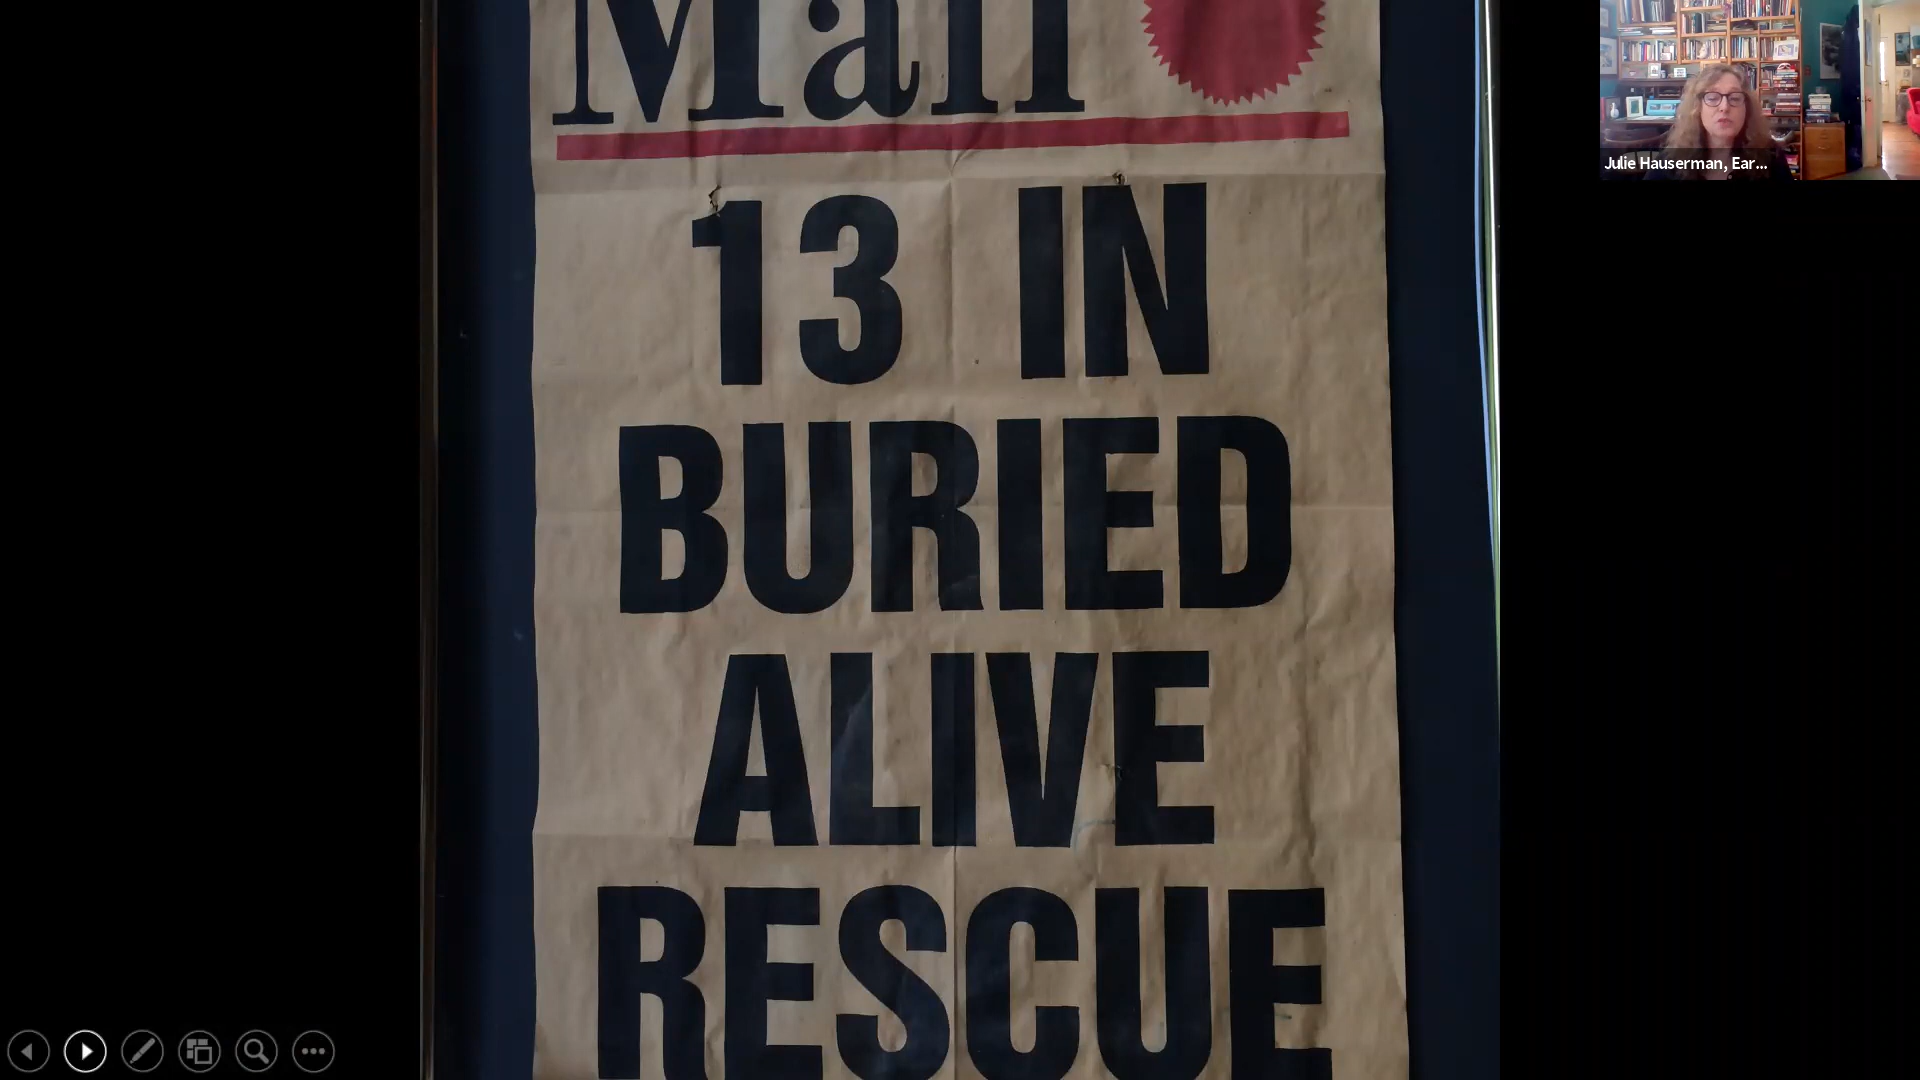 Mail
Julie Hauserman, Ear...
13 IN
BURIED
ALIVE
RESCUE